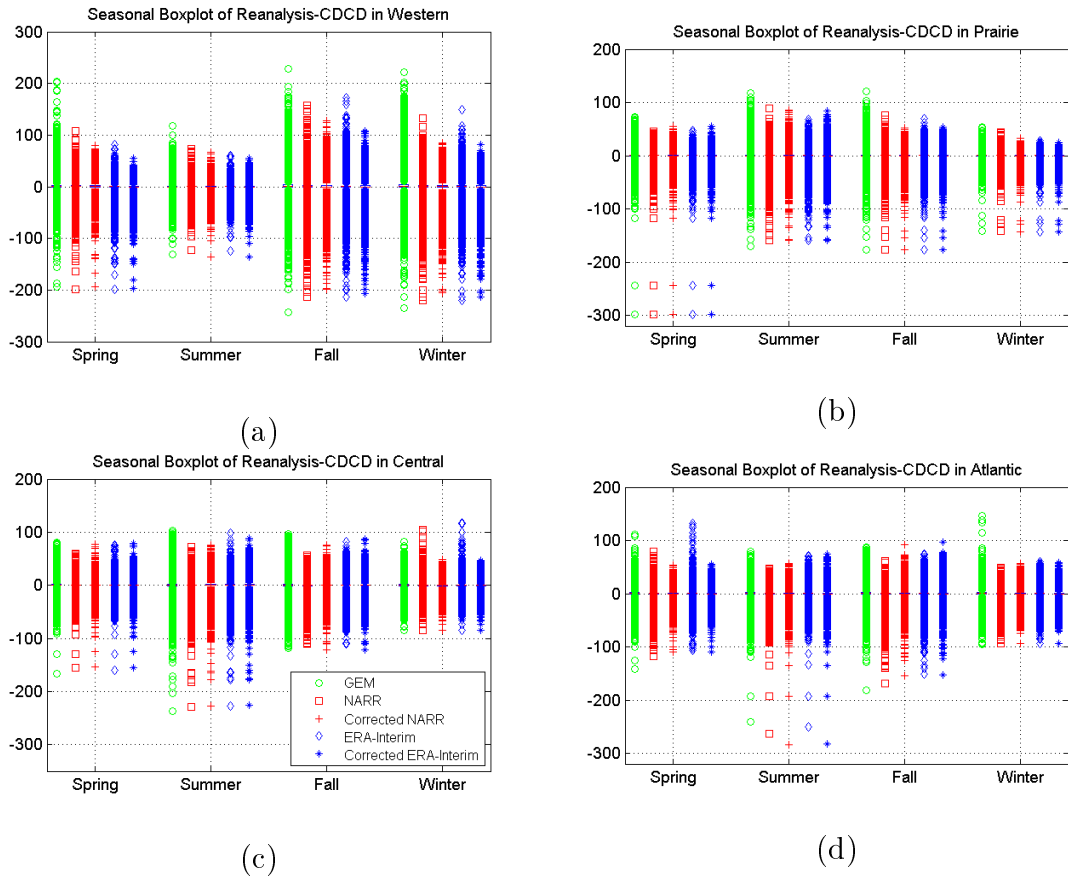 Seasonal Boxplot of Reanalysis-CDCD in Western
300
200
100
0
-100
-200
-300
Spring Summer Fall Winter
(a)
Seasonal Boxplot of Reanalysis-CDCD in Prairie
200
100
0
-100
-200
-300
Spring Summer Fall Winter
(b)
Seasonal Boxplot of Reanalysis-CDCD in Central
200
100
0
-100
-200
-300
GEM
NARR
Corrected NARR
ERA-Interim
Corrected ERA-Interim
Spring Summer Fall Winter
(c)
Seasonal Boxplot of Reanalysis-CDCD in Atlantic
200
100
0
-100
-200
-300
Spring Summer Fall Winter
(d)